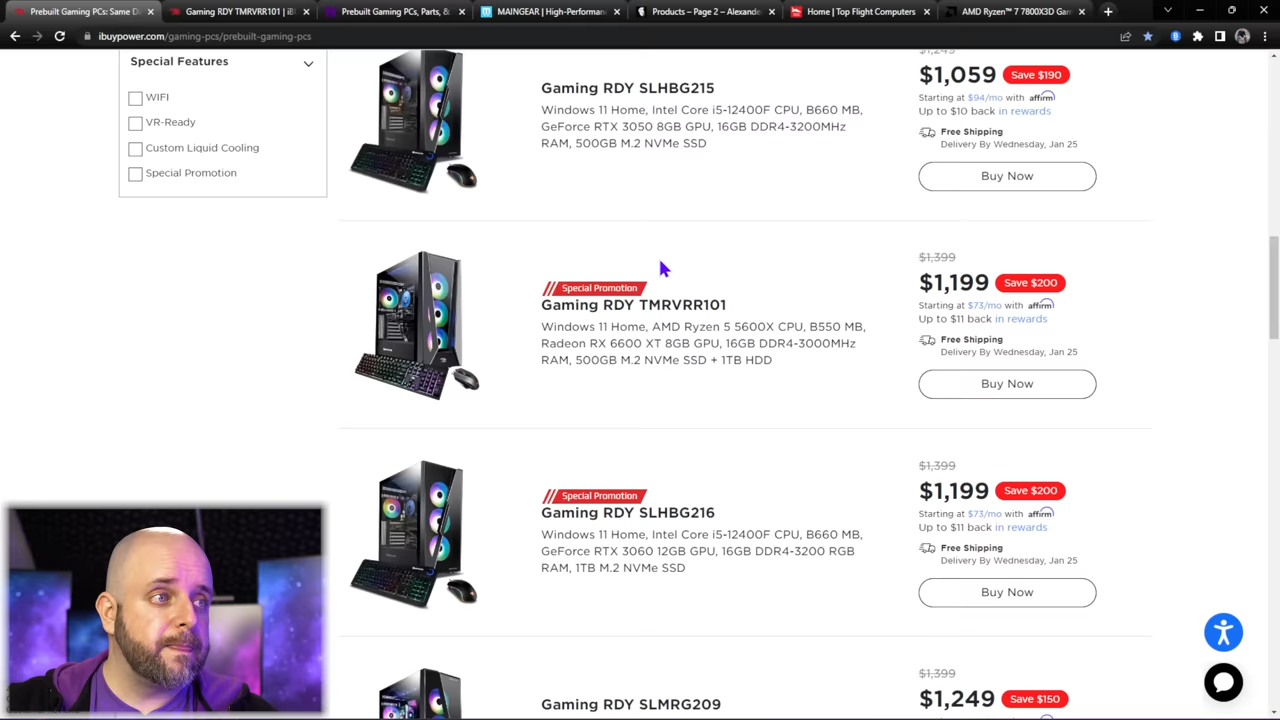 Prebuilt Gaming PCs: Same D
Gaming RDY TMRVRR101 | iB
Prebuilt Gaming PCs, Parts, &
MAINGEAR | High-Performan
Products – Page 2 – Alexande
Home | Top Flight Computers
AMD Ryzen™ 7 7800X3D Gam
ibuypower.com/gaming-pcs/prebuilt-gaming-pcs
Special Features
WIFI
VR-Ready
Custom Liquid Cooling
Special Promotion
Gaming RDY SLHBG215
Windows 11 Home, Intel Core i5-12400F CPU, B660 MB,
GeForce RTX 3050 8GB GPU, 16GB DDR4-3200MHz
RAM, 500GB M.2 NVMe SSD
$1,249
$1,059 Save $190
Starting at $94/mo with affirm
Up to $10 back in rewards
Free Shipping
Delivery By Wednesday, Jan 25
Buy Now
Special Promotion
Gaming RDY TMRVRR101
Windows 11 Home, AMD Ryzen 5 5600X CPU, B550 MB,
Radeon RX 6600 XT 8GB GPU, 16GB DDR4-3000MHz
RAM, 500GB M.2 NVMe SSD + 1TB HDD
$1,399
$1,199 Save $200
Starting at $73/mo with affirm
Up to $11 back in rewards
Free Shipping
Delivery By Wednesday, Jan 25
Buy Now
Special Promotion
Gaming RDY SLHBG216
Windows 11 Home, Intel Core i5-12400F CPU, B660 MB,
GeForce RTX 3060 12GB GPU, 16GB DDR4-3200 RGB
RAM, 1TB M.2 NVMe SSD
$1,399
$1,199 Save $200
Starting at $73/mo with affirm
Up to $11 back in rewards
Free Shipping
Delivery By Wednesday, Jan 25
Buy Now
Gaming RDY SLMRG209
$1,399
$1,249 Save $150